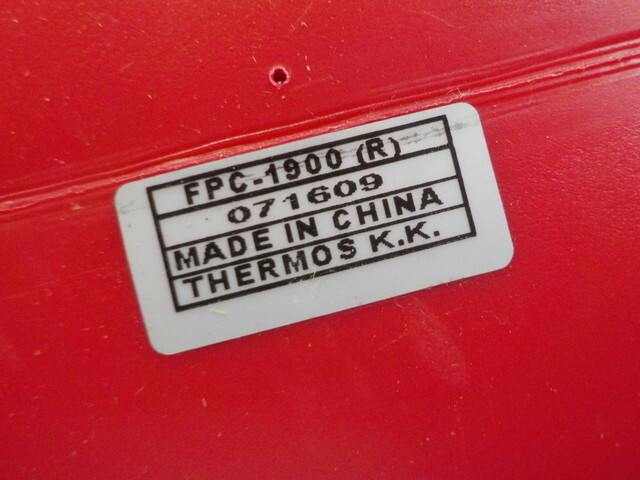 FPC-1900 (R)
071609
MADE IN CHINA
THERMOS K.K.